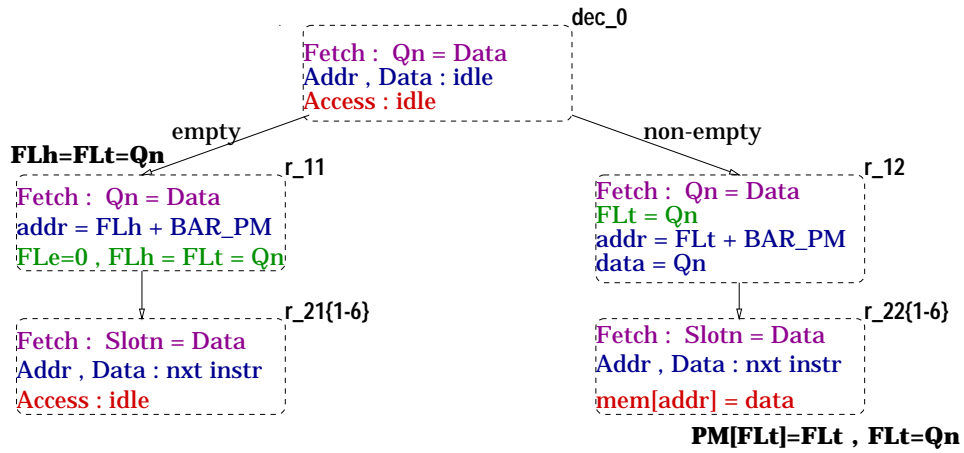 dec_0
Fetch : Qn = Data
Addr , Data : idle
Access : idle
empty
non-empty
FLh=FLt=Qn
r_11
Fetch : Qn = Data
addr = FLh + BAR_PM
FLe=0 , FLh = FLt = Qn
r_12
Fetch : Qn = Data
FLt = Qn
addr = FLt + BAR_PM
data = Qn
r_21{1-6}
Fetch : Slotn = Data
Addr , Data : nxt instr
Access : idle
r_22{1-6}
Fetch : Slotn = Data
Addr , Data : nxt instr
mem[addr] = data
PM[FLt]=FLt , FLt=Qn